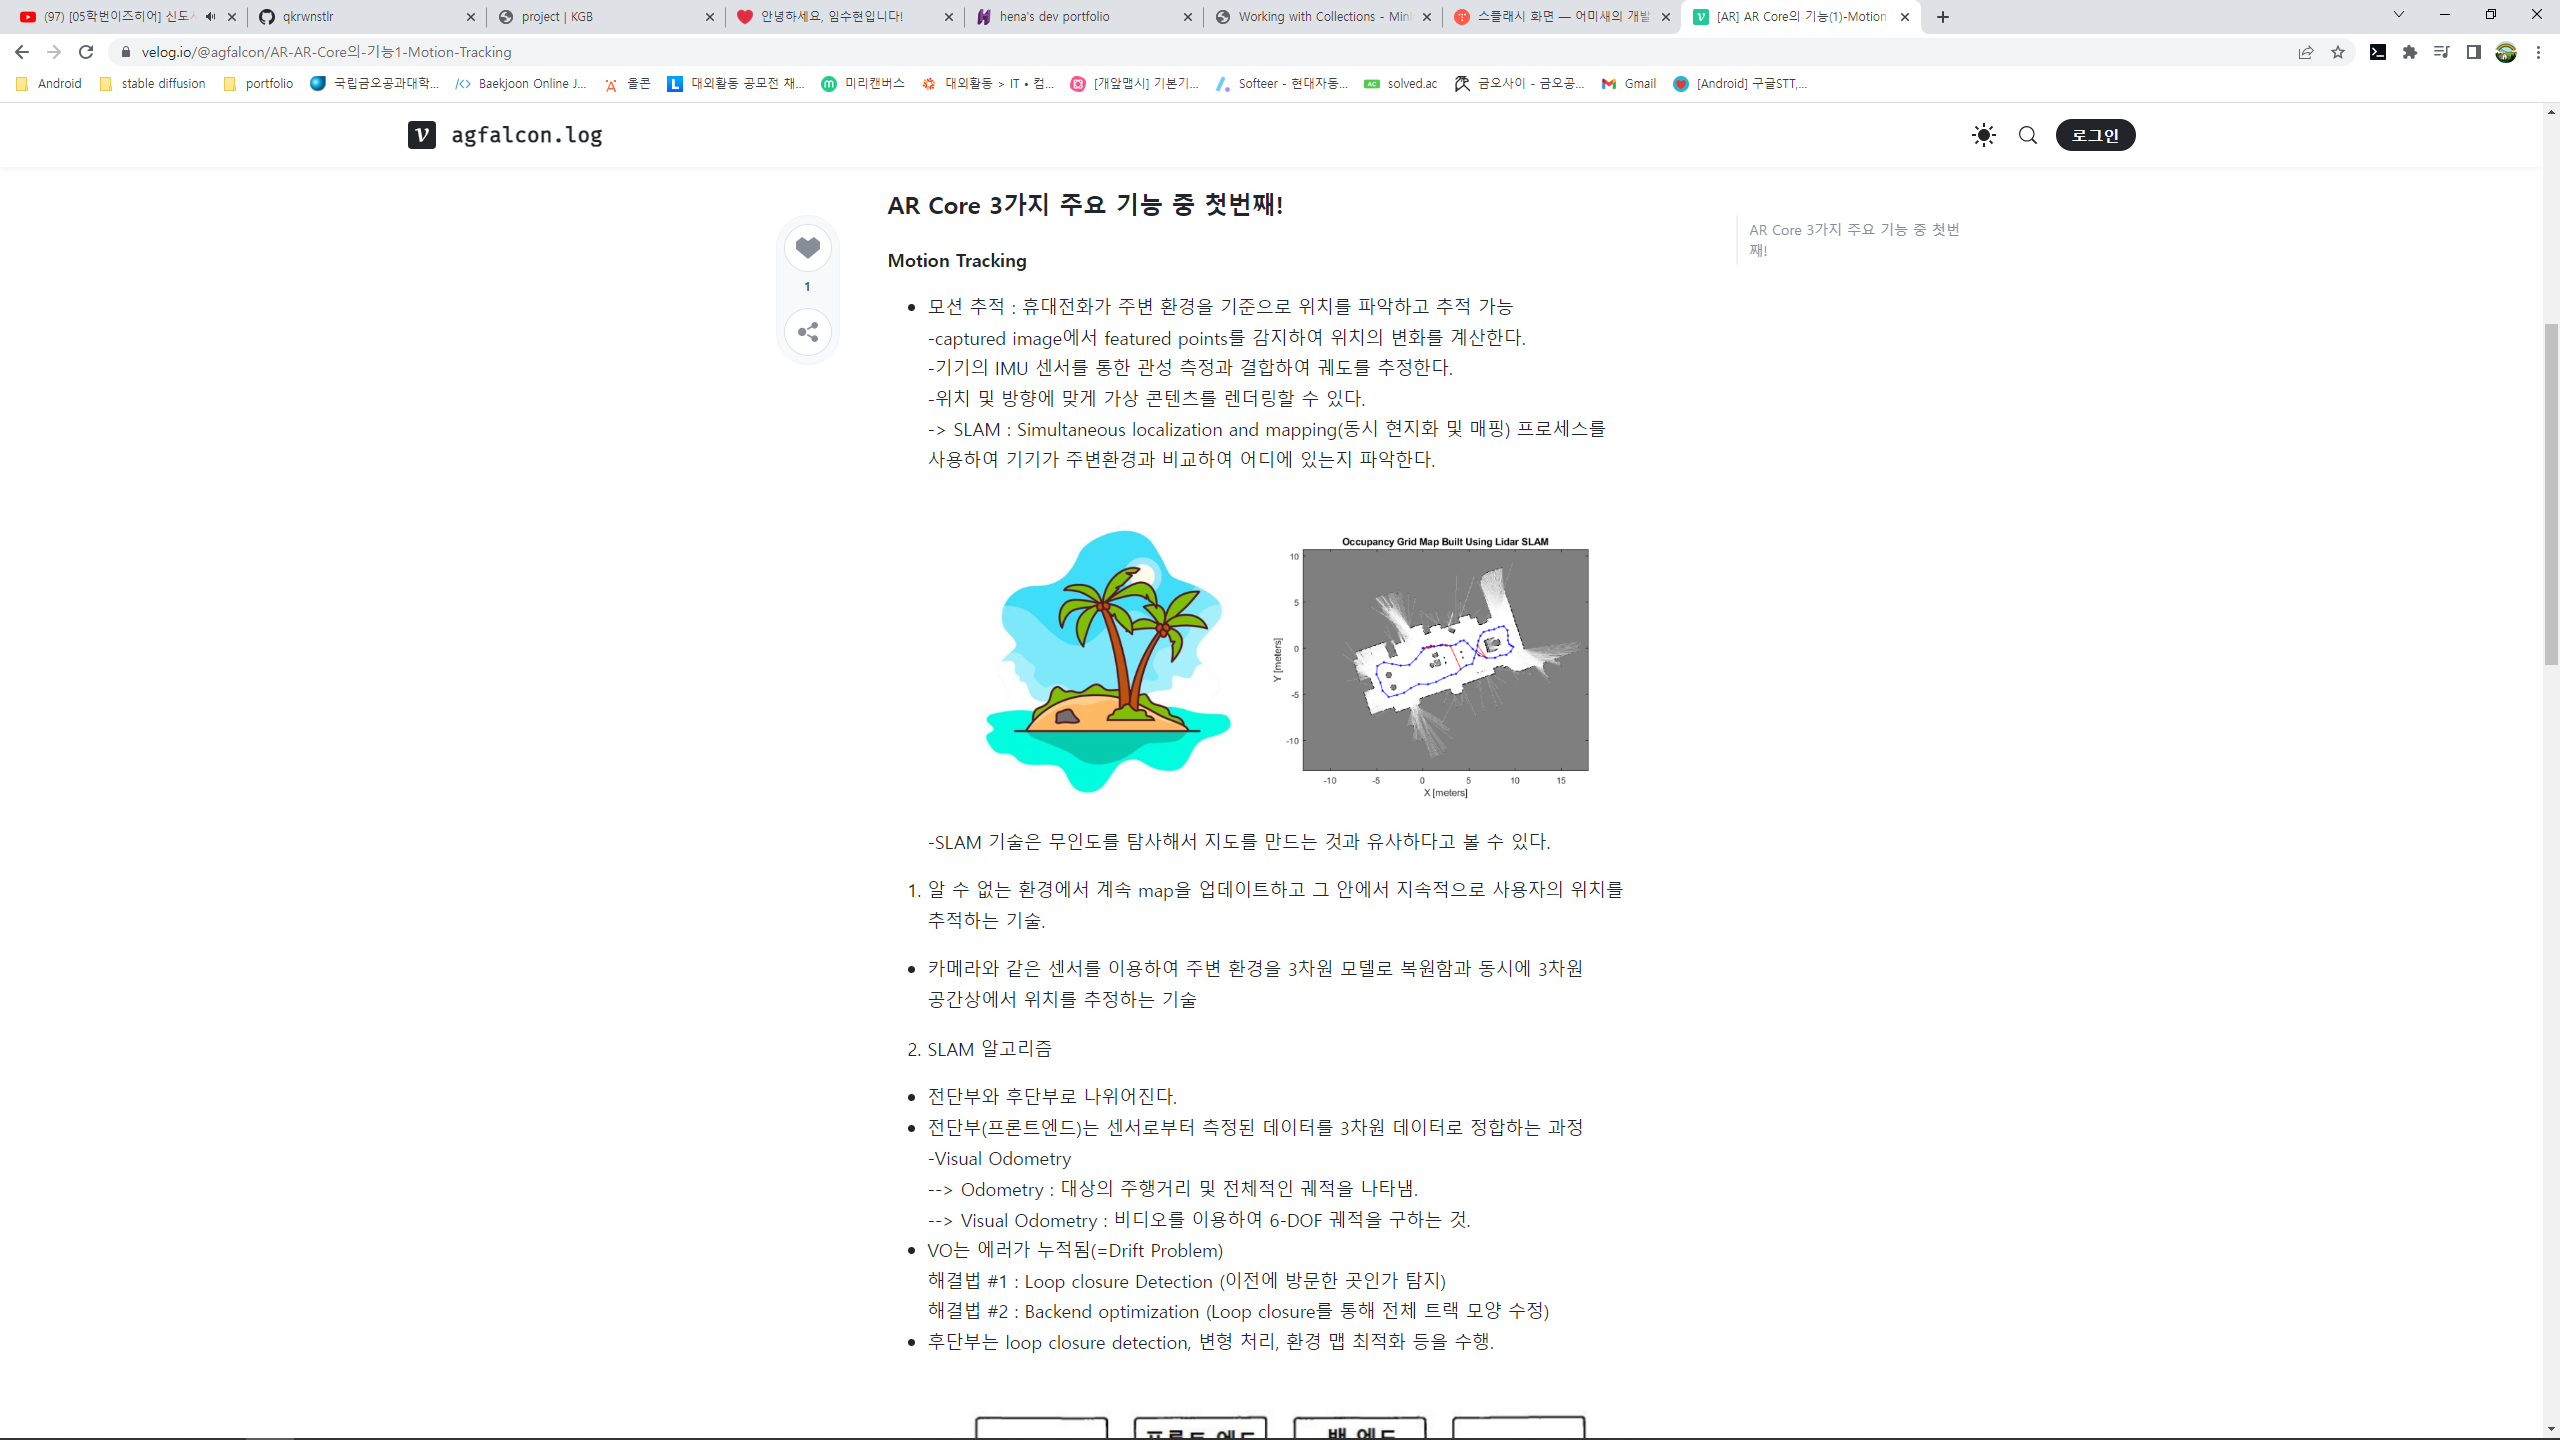 (97) [05학번이즈히어] 신도시
qkrwnstlr
project | KGB
안녕하세요, 임수현입니다!
hena's dev portfolio
Working with Collections - Mini
스플래시 화면 — 어미새의 개발
[AR] AR Core의 기능(1)-Motion
velog.io/@agfalcon/AR-AR-Core의-기능1-Motion-Tracking
Android
stable diffusion
portfolio
국립금오공과대학...
Baekjoon Online J...
올콘
대외활동 공모전 채...
미리캔버스
대외활동 > IT • 컴...
[개앞맵시] 기본기...
Softeer - 현대자동...
solved.ac
금오사이 - 금오공...
Gmail
[Android] 구글STT,...
agfalcon.log
로그인
AR Core 3가지 주요 기능 중 첫번째!
AR Core 3가지 주요 기능 중 첫번
째!
1
Motion Tracking
모션 추적 : 휴대전화가 주변 환경을 기준으로 위치를 파악하고 추적 가능
-captured image에서 featured points를 감지하여 위치의 변화를 계산한다.
-기기의 IMU 센서를 통한 관성 측정과 결합하여 궤도를 추정한다.
-위치 및 방향에 맞게 가상 콘텐츠를 렌더링할 수 있다.
-> SLAM : Simultaneous localization and mapping(동시 현지화 및 매핑) 프로세스를
사용하여 기기가 주변환경과 비교하여 어디에 있는지 파악한다.
Occupancy Grid Map Built Using Lidar SLAM
10
5
0
-5
-10
Y [meters]
-10 -5 0 5 10 15
X [meters]
-SLAM 기술은 무인도를 탐사해서 지도를 만드는 것과 유사하다고 볼 수 있다.
1. 알 수 없는 환경에서 계속 map을 업데이트하고 그 안에서 지속적으로 사용자의 위치를
추적하는 기술.
카메라와 같은 센서를 이용하여 주변 환경을 3차원 모델로 복원함과 동시에 3차원
공간상에서 위치를 추정하는 기술
2. SLAM 알고리즘
전단부와 후단부로 나위어진다.
전단부(프론트엔드)는 센서로부터 측정된 데이터를 3차원 데이터로 정합하는 과정
-Visual Odometry
--> Odometry : 대상의 주행거리 및 전체적인 궤적을 나타냄.
--> Visual Odometry : 비디오를 이용하여 6-DOF 궤적을 구하는 것.
VO는 에러가 누적됨(=Drift Problem)
해결법 #1 : Loop closure Detection (이전에 방문한 곳인가 탐지)
해결법 #2 : Backend optimization (Loop closure를 통해 전체 트랙 모양 수정)
후단부는 loop closure detection, 변형 처리, 환경 맵 최적화 등을 수행.
프론트 엔드
백 엔드